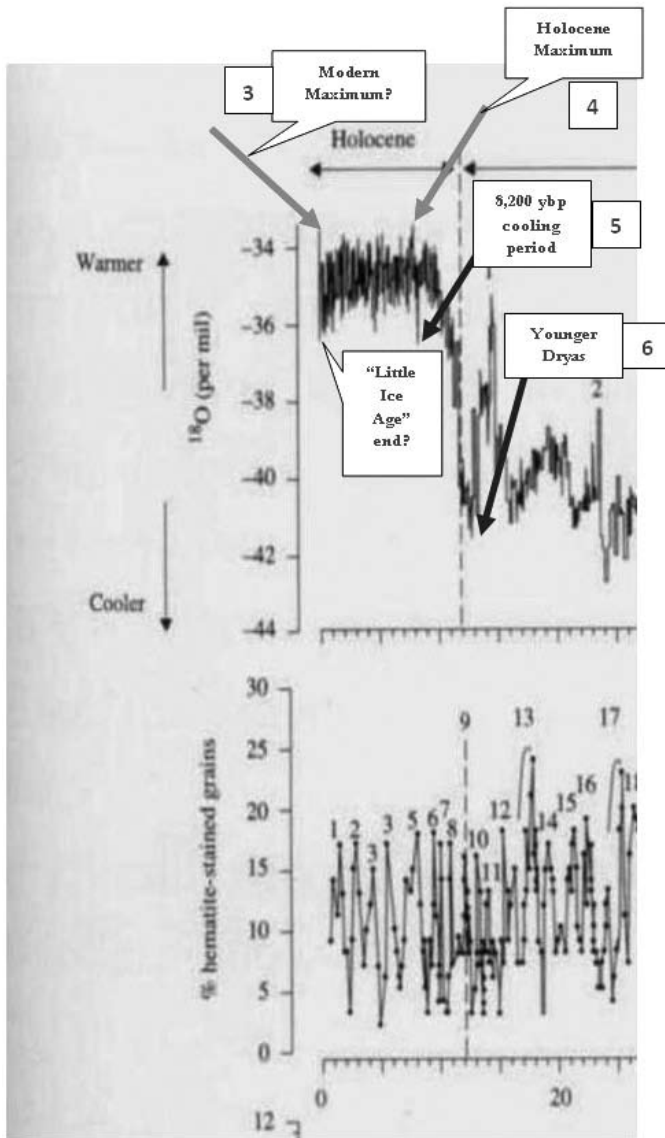 Holocene
Maximum
4
3
Modern
Maximum?
Holocene
8,200 ybp
cooling
period
5
Warmer
Younger
Dryas
6
"Little
Ice
Age"
end?
2
Cooler
¹⁸O (per mil)
–34
–36
–38
–40
–42
–44
% hematite-stained grains
30
25
20
15
10
5
0
1
2
3
3
5
6
7
8
9
10
11
12
13
14
15
16
17
0
20
12